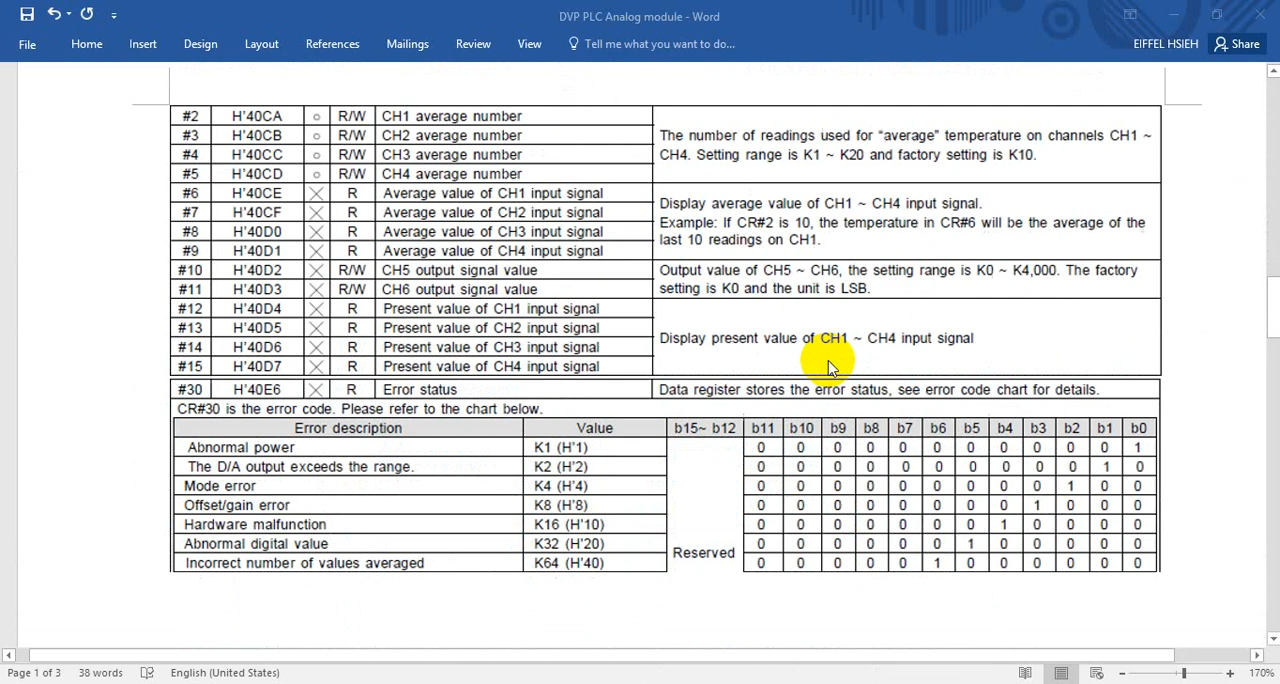 DVP PLC Analog module - Word
EIFFEL HSIEH
Share
File Home Insert Design Layout References Mailings Review View Tell me what you want to do...
#2 H'40CA ○ R/W CH1 average number
#3 H'40CB ○ R/W CH2 average number
#4 H'40CC ○ R/W CH3 average number
#5 H'40CD ○ R/W CH4 average number
The number of readings used for “average” temperature on channels CH1 ~
CH4. Setting range is K1 ~ K20 and factory setting is K10.
#6 H'40CE ╳ R Average value of CH1 input signal
#7 H'40CF ╳ R Average value of CH2 input signal
#8 H'40D0 ╳ R Average value of CH3 input signal
#9 H'40D1 ╳ R Average value of CH4 input signal
Display average value of CH1 ~ CH4 input signal.
Example: If CR#2 is 10, the temperature in CR#6 will be the average of the
last 10 readings on CH1.
#10 H'40D2 ╳ R/W CH5 output signal value
#11 H'40D3 ╳ R/W CH6 output signal value
Output value of CH5 ~ CH6, the setting range is K0 ~ K4,000. The factory
setting is K0 and the unit is LSB.
#12 H'40D4 ╳ R Present value of CH1 input signal
#13 H'40D5 ╳ R Present value of CH2 input signal
#14 H'40D6 ╳ R Present value of CH3 input signal
#15 H'40D7 ╳ R Present value of CH4 input signal
Display present value of CH1 ~ CH4 input signal
#30 H'40E6 ╳ R Error status Data register stores the error status, see error code chart for details.
CR#30 is the error code. Please refer to the chart below.
Error description Value b15~ b12 b11 b10 b9 b8 b7 b6 b5 b4 b3 b2 b1 b0
Abnormal power K1 (H'1) 0 0 0 0 0 0 0 0 0 0 0 1
The D/A output exceeds the range. K2 (H'2) 0 0 0 0 0 0 0 0 0 0 1 0
Mode error K4 (H'4) 0 0 0 0 0 0 0 0 0 1 0 0
Offset/gain error K8 (H'8) 0 0 0 0 0 0 0 0 1 0 0 0
Hardware malfunction K16 (H'10) 0 0 0 0 0 0 0 1 0 0 0 0
Abnormal digital value K32 (H'20) 0 0 0 0 0 0 1 0 0 0 0 0
Incorrect number of values averaged K64 (H'40) 0 0 0 0 0 1 0 0 0 0 0 0
Reserved
Page 1 of 3 38 words English (United States) 170%